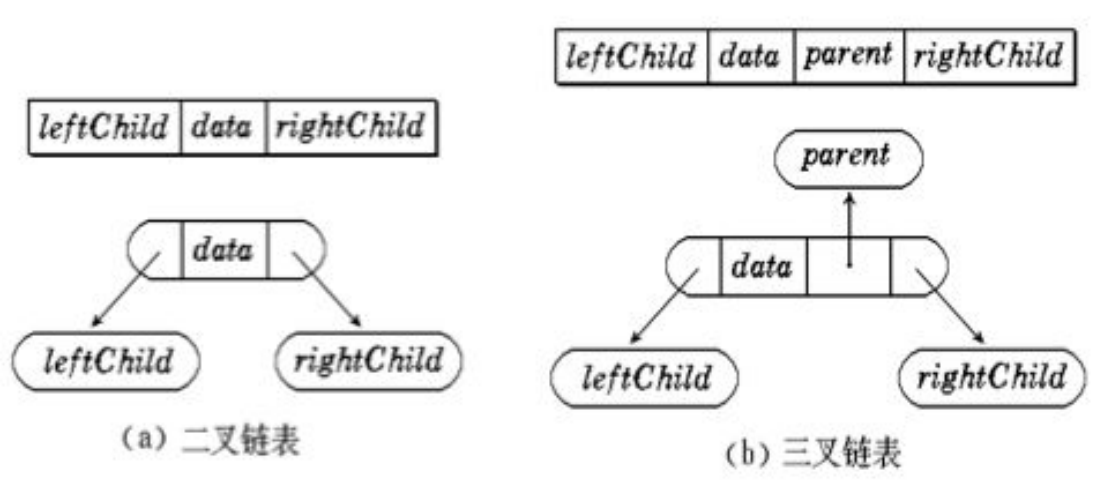 leftChild data rightChild
data
leftChild rightChild
(a) 二叉链表
leftChild data parent rightChild
parent
data
leftChild rightChild
(b) 三叉链表